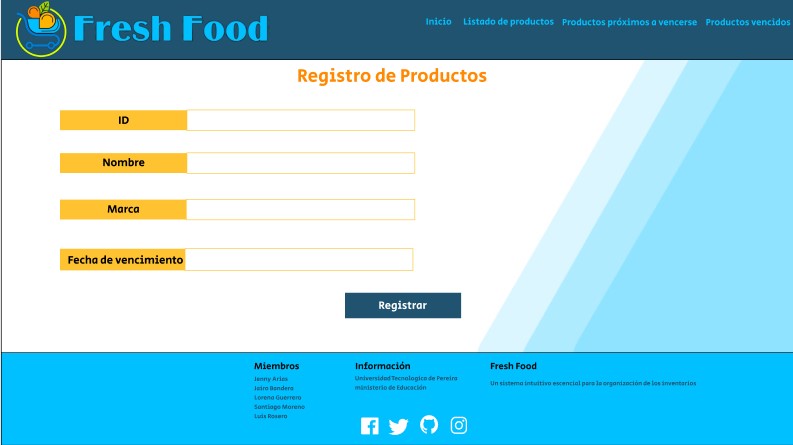 Fresh Food
Inicio Listado de productos Productos próximos a vencerse Productos vencidos
Registro de Productos
ID
Nombre
Marca
Fecha de vencimiento
Registrar
Miembros
Jenny Arias
Jairo Bandera
Lorena Guerrero
Santiago Moreno
Luis Rosero
Información
Universidad Tecnologica de Pereira
ministerio de Educación
Fresh Food
Un sistema intuitivo escencial para la organización de los inventarios